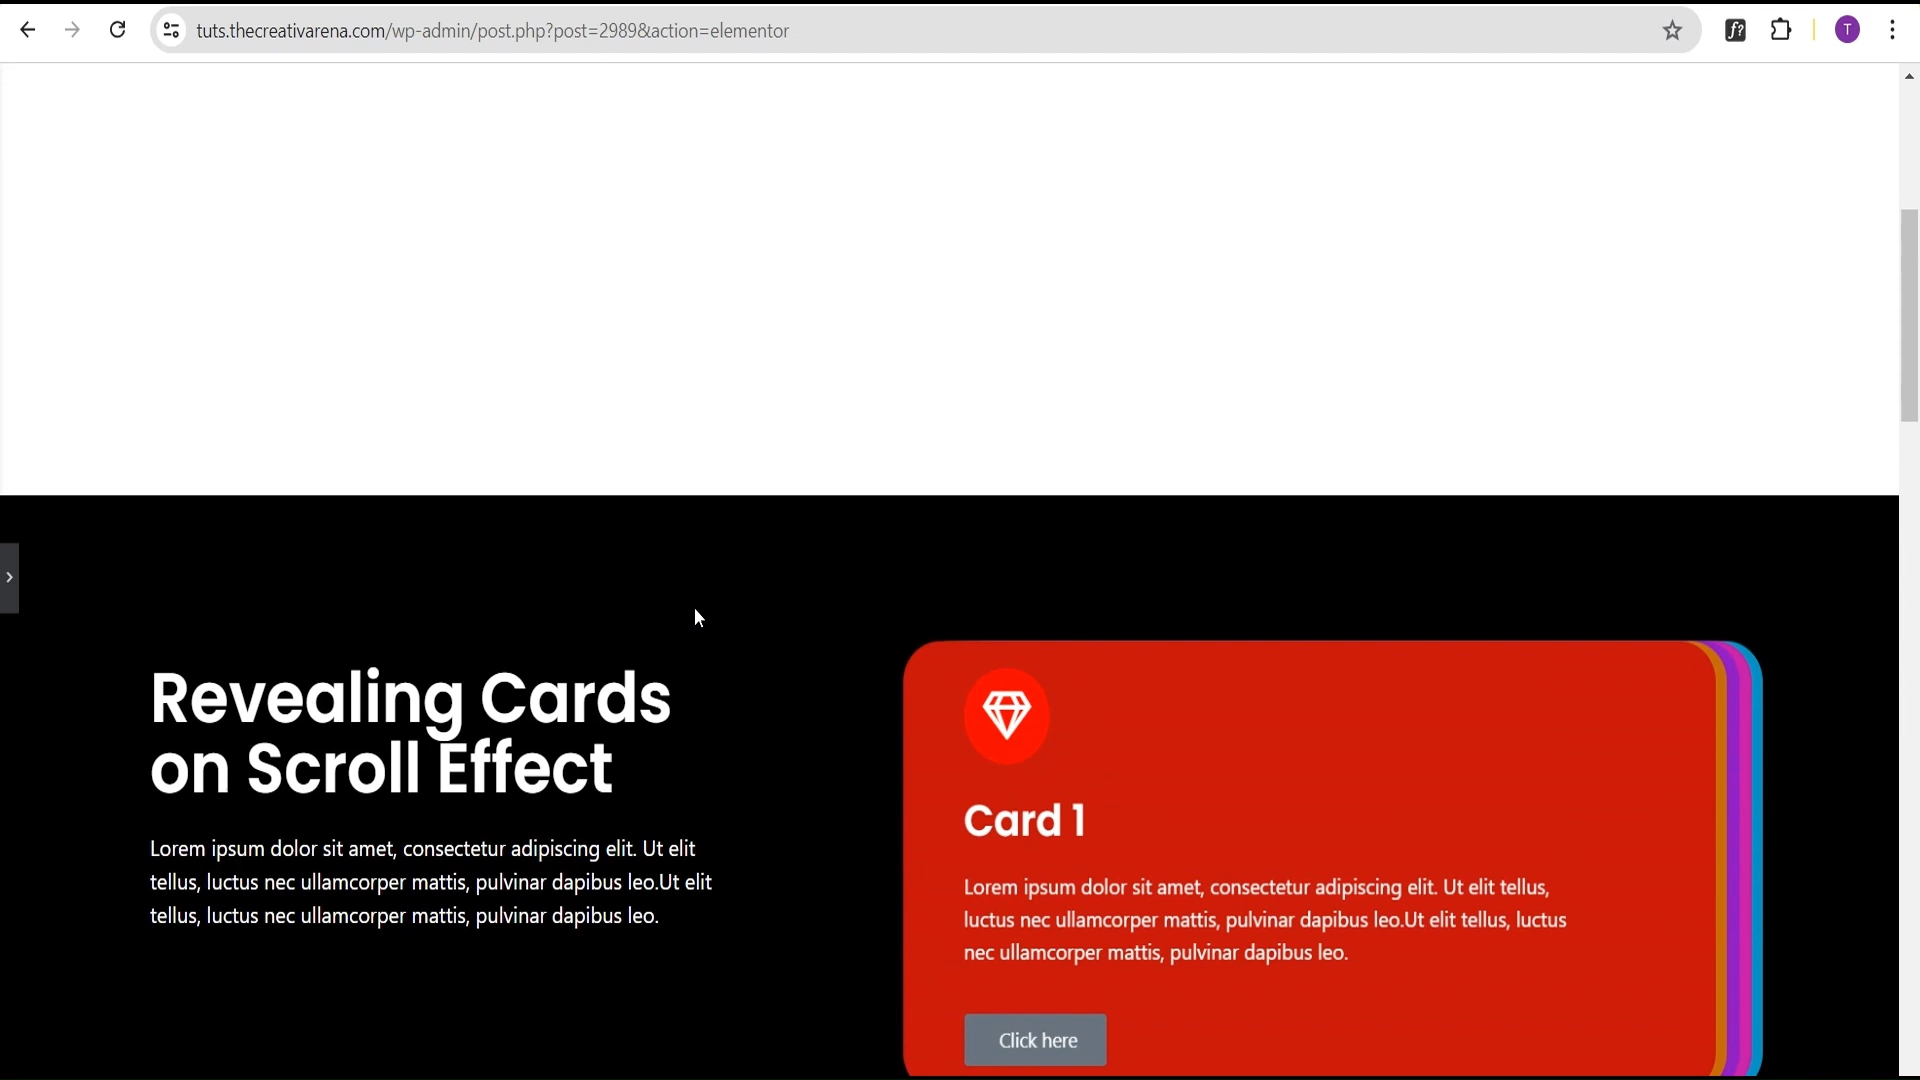 tuts.thecreativarena.com/wp-admin/post.php?post=2989&action=elementor
f?
T
Revealing Cards
on Scroll Effect
Lorem ipsum dolor sit amet, consectetur adipiscing elit. Ut elit
tellus, luctus nec ullamcorper mattis, pulvinar dapibus leo.Ut elit
tellus, luctus nec ullamcorper mattis, pulvinar dapibus leo.
Card 1
Lorem ipsum dolor sit amet, consectetur adipiscing elit. Ut elit tellus,
luctus nec ullamcorper mattis, pulvinar dapibus leo.Ut elit tellus, luctus
nec ullamcorper mattis, pulvinar dapibus leo.
Click here